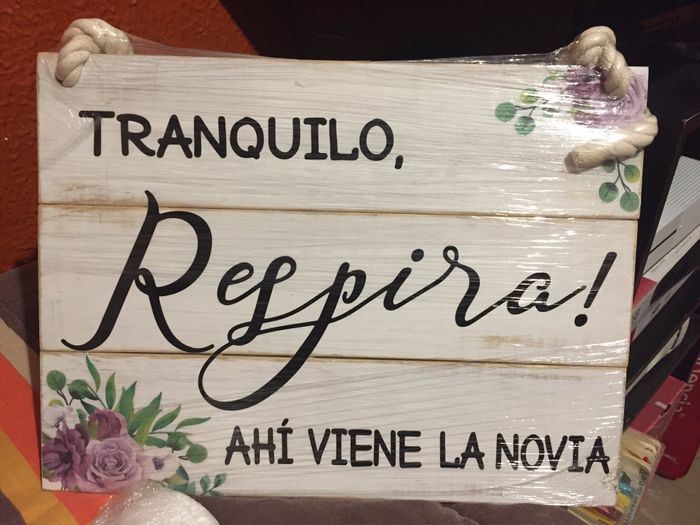 TRANQUILO,
Respira!
AHÍ VIENE LA NOVIA